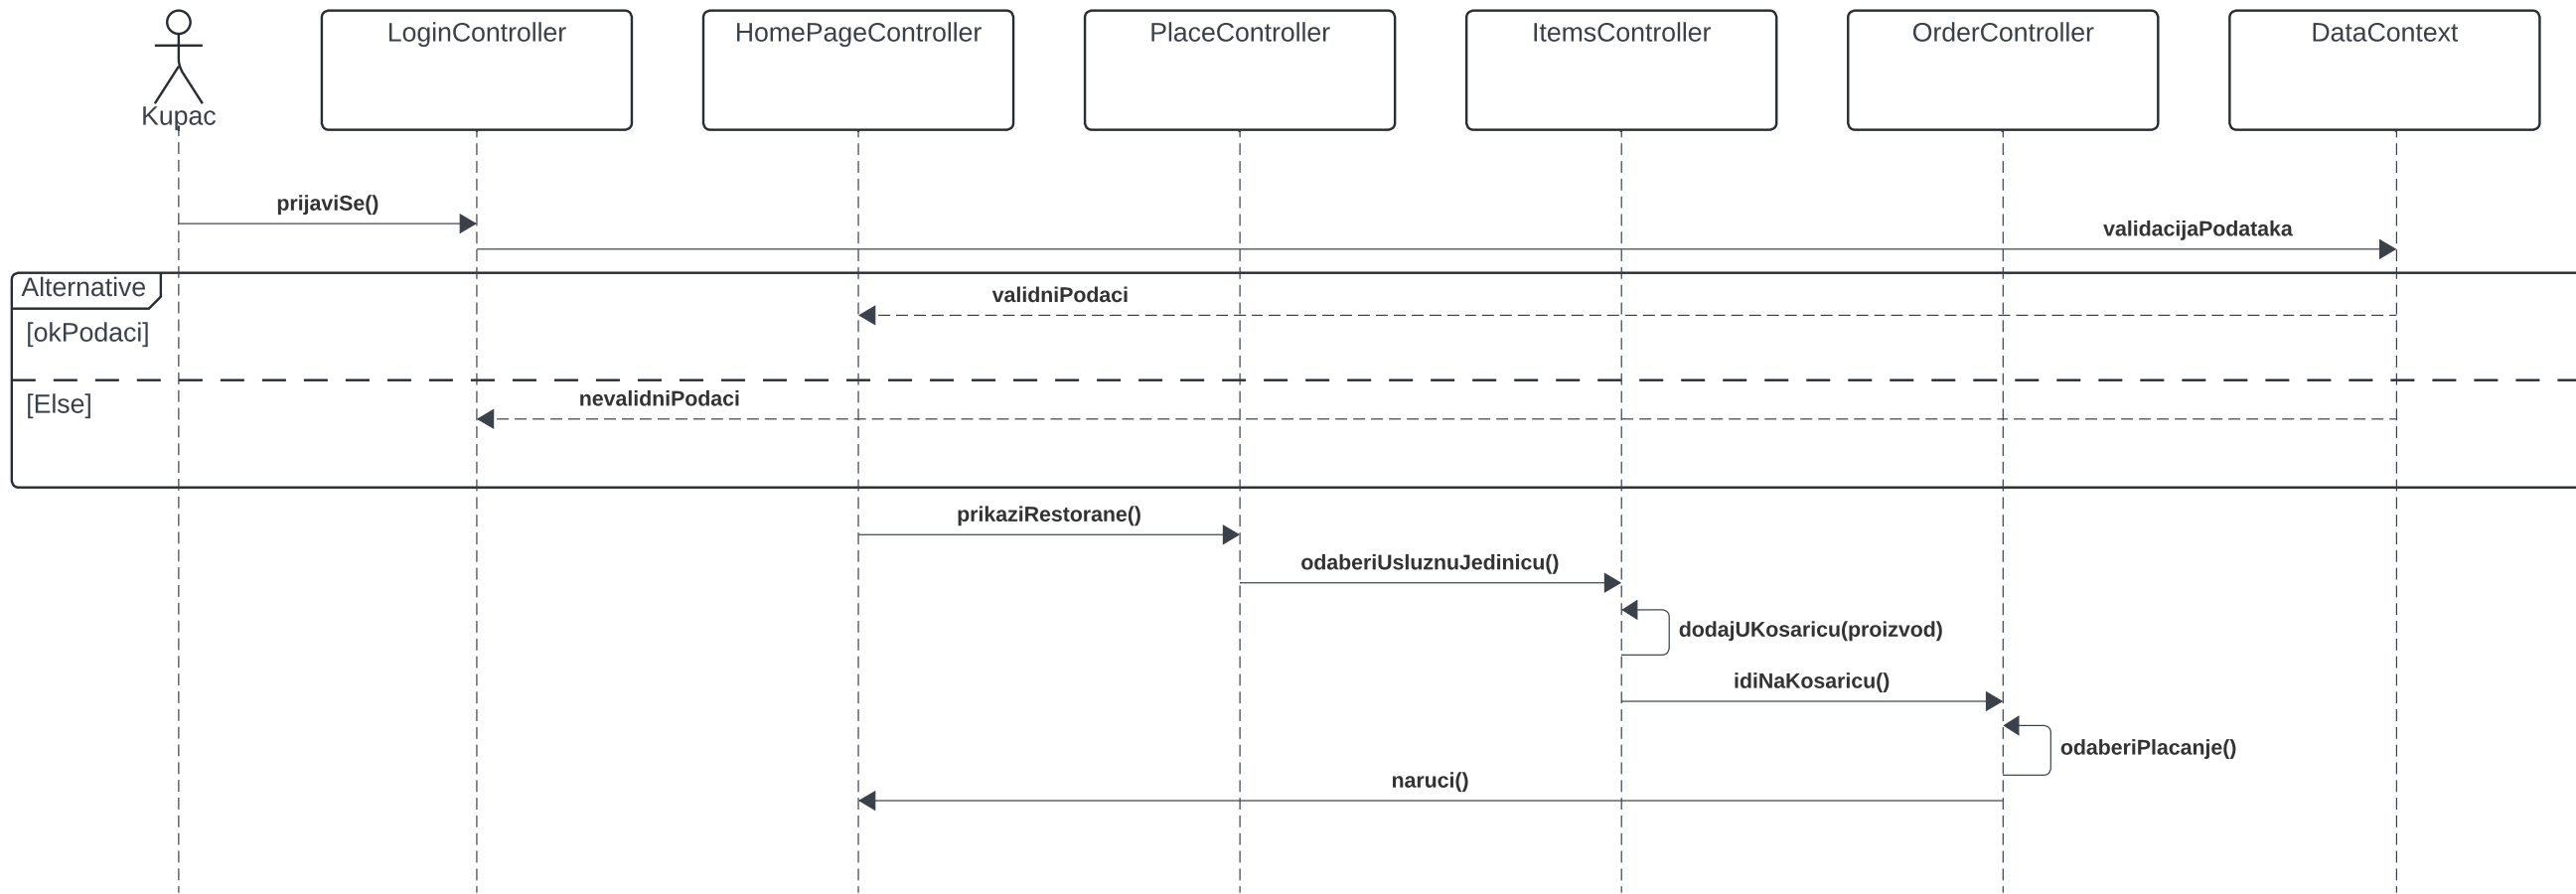 Kupac
LoginController
HomePageController
PlaceController
ItemsController
OrderController
DataContext
prijaviSe()
validacijaPodataka
Alternative
validniPodaci
[okPodaci]
nevalidniPodaci
[Else]
prikaziRestorane()
odaberiUsluznuJedinicu()
dodajUKosaricu(proizvod)
idiNaKosaricu()
odaberiPlacanje()
naruci()